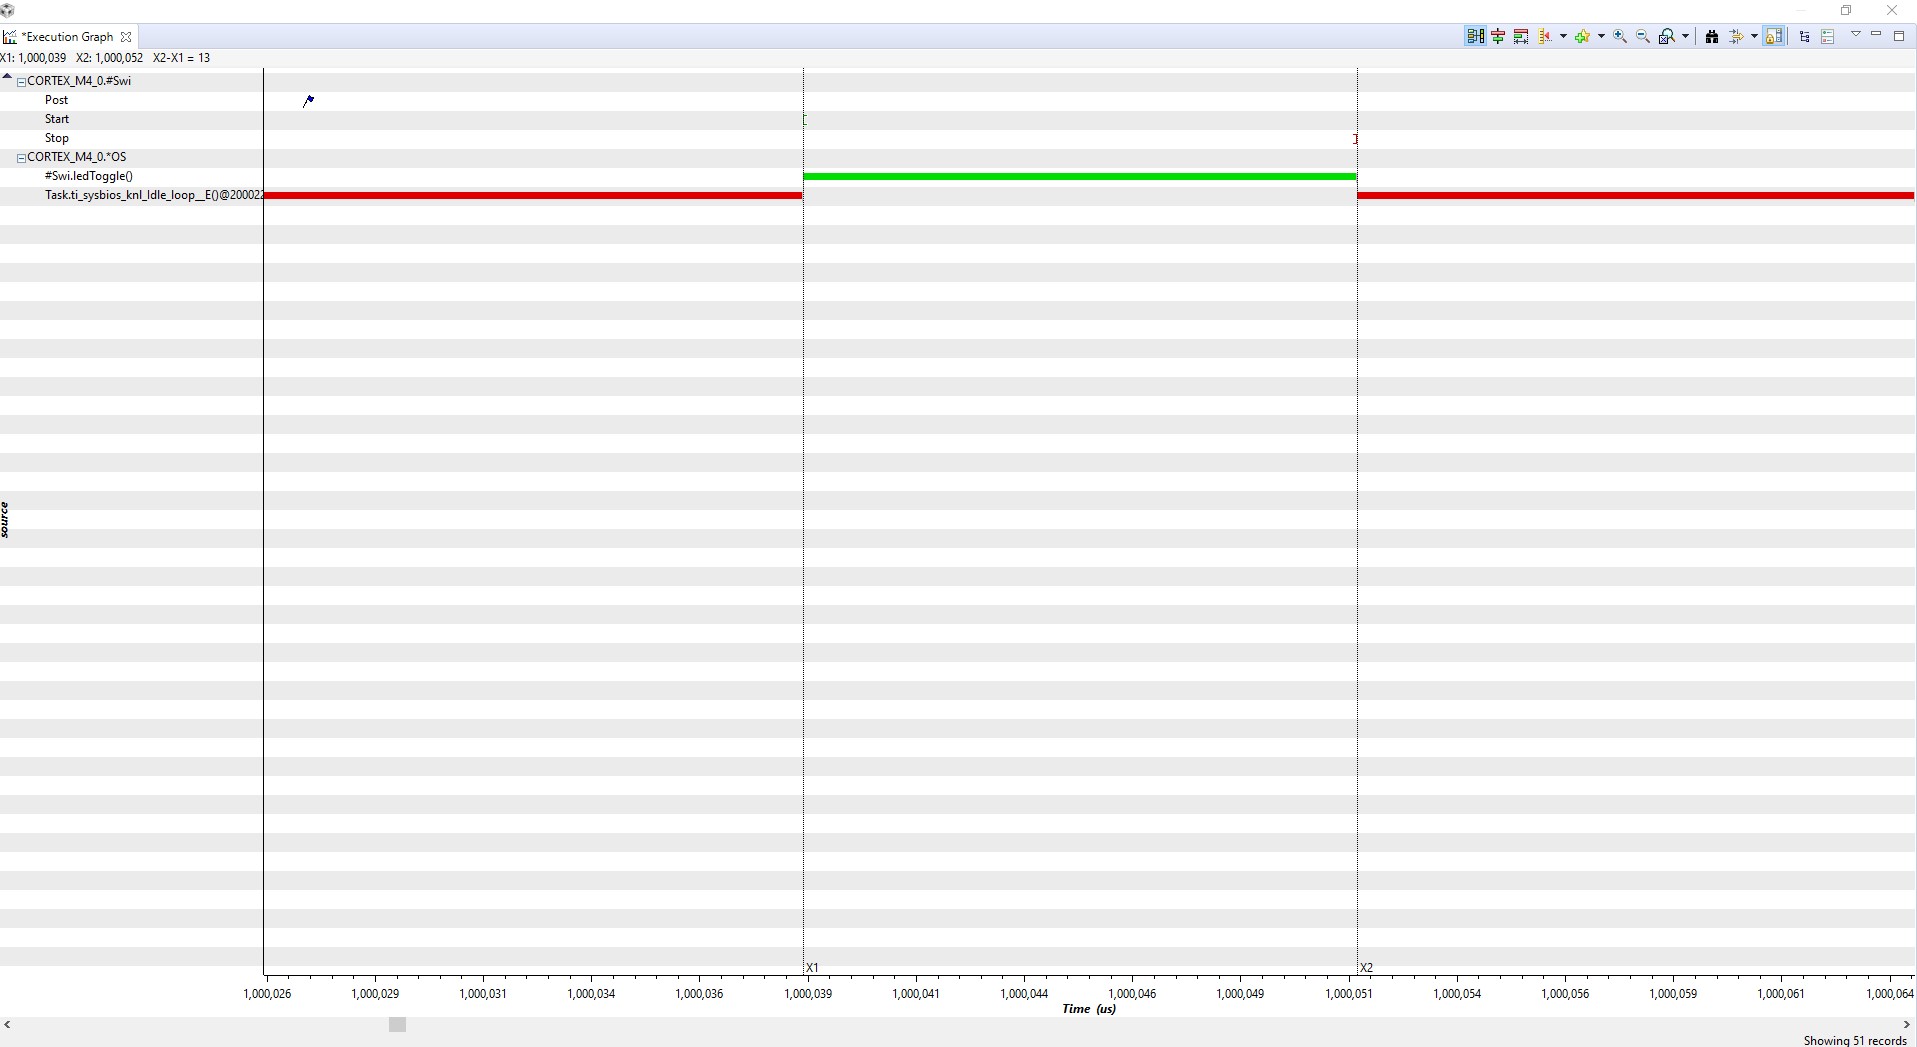 *Execution Graph
X1: 1,000,039 X2: 1,000,052 X2-X1 = 13
CORTEX_M4_0.#Swi
Post
Start
Stop
CORTEX_M4_0.*OS
#Swi.ledToggle()
Task.ti_sysbios_knl_Idle_loop__E()@200022
source
X1 X2
1,000,026 1,000,029 1,000,031 1,000,034 1,000,036 1,000,039 1,000,041 1,000,044 1,000,046 1,000,049 1,000,051 1,000,054 1,000,056 1,000,059 1,000,061 1,000,064
Time (us)
Showing 51 records